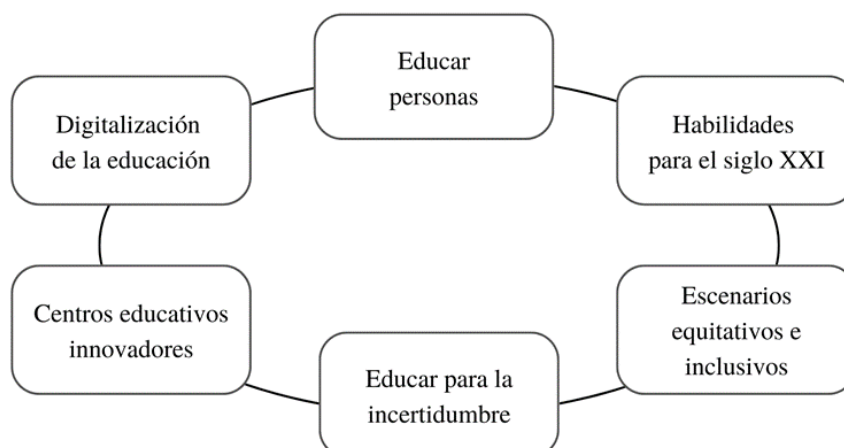 Educar
personas
Digitalización
de la educación
Habilidades
para el siglo XXI
Centros educativos
innovadores
Escenarios
equitativos e
inclusivos
Educar para la
incertidumbre